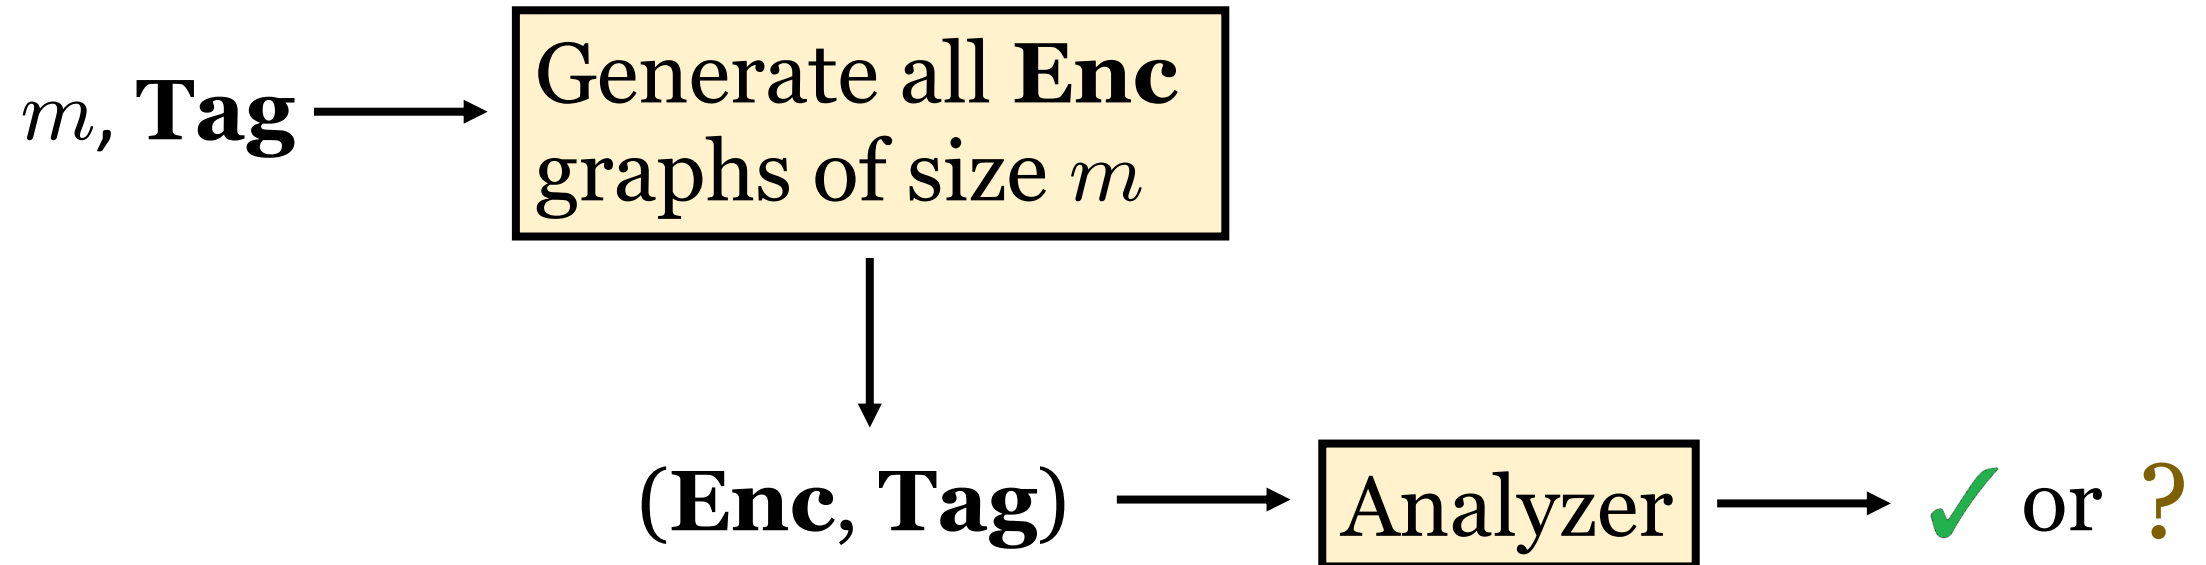 m, Tag
Generate all Enc
graphs of size m
(Enc, Tag)
Analyzer
✓ or ?